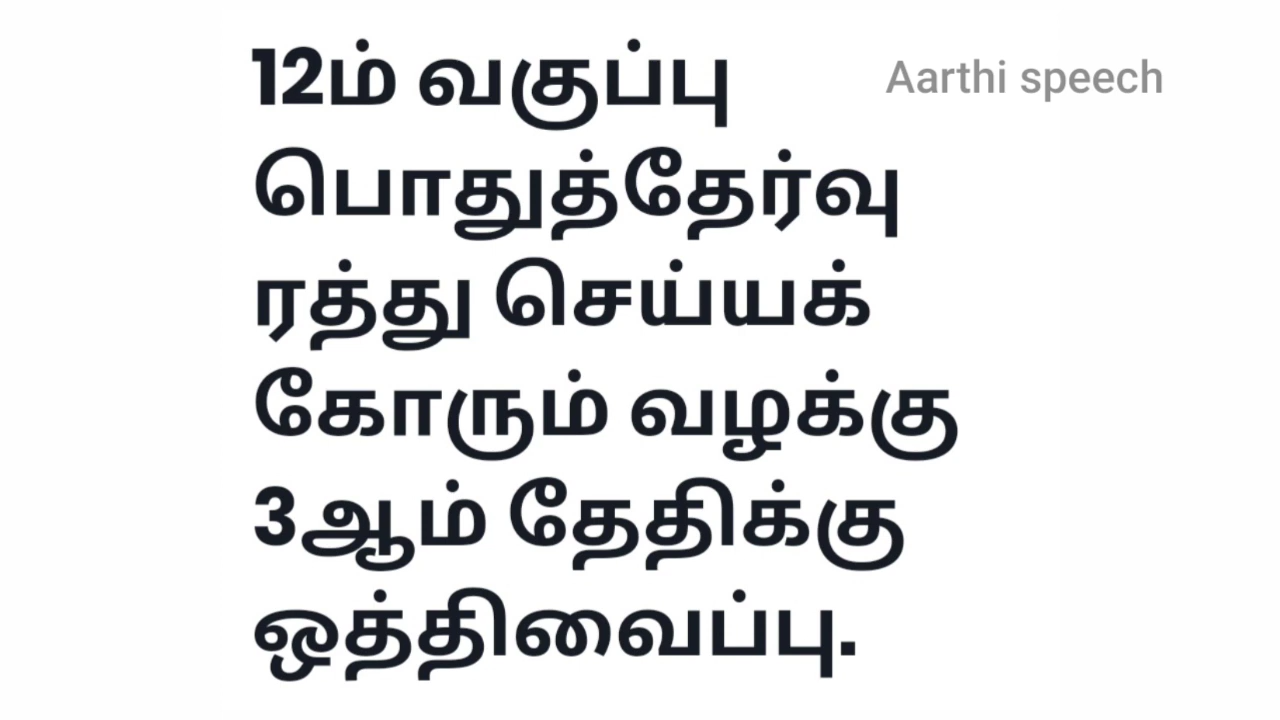 12ம் வகுப்பு
Aarthi speech
பொதுத்தேர்வு
ரத்து செய்யக்
கோரும் வழக்கு
3ஆம் தேதிக்கு
ஒத்திவைப்பு.